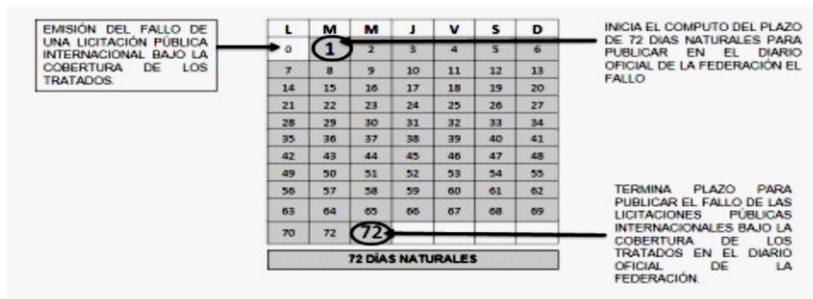 EMISIÓN DEL FALLO DE
UNA LICITACIÓN PÚBLICA
INTERNACIONAL BAJO LA
COBERTURA DE LOS
TRATADOS.
L M M J V S D
0 1 2 3 4 5 6
7 8 9 10 11 12 13
14 15 16 17 18 19 20
21 22 23 24 25 26 27
28 29 30 31 32 33 34
35 36 37 38 39 40 41
42 43 44 45 46 47 48
49 50 51 52 53 54 55
56 57 58 59 60 61 62
63 64 65 66 67 68 69
70 72 72
72 DÍAS NATURALES
INICIA EL COMPUTO DEL PLAZO
DE 72 DIAS NATURALES PARA
PUBLICAR EN EL DIARIO
OFICIAL DE LA FEDERACIÓN EL
FALLO
TERMINA PLAZO PARA
PUBLICAR EL FALLO DE LAS
LICITACIONES PÚBLICAS
INTERNACIONALES BAJO LA
COBERTURA DE LOS
TRATADOS EN EL DIARIO
OFICIAL DE LA
FEDERACIÓN.